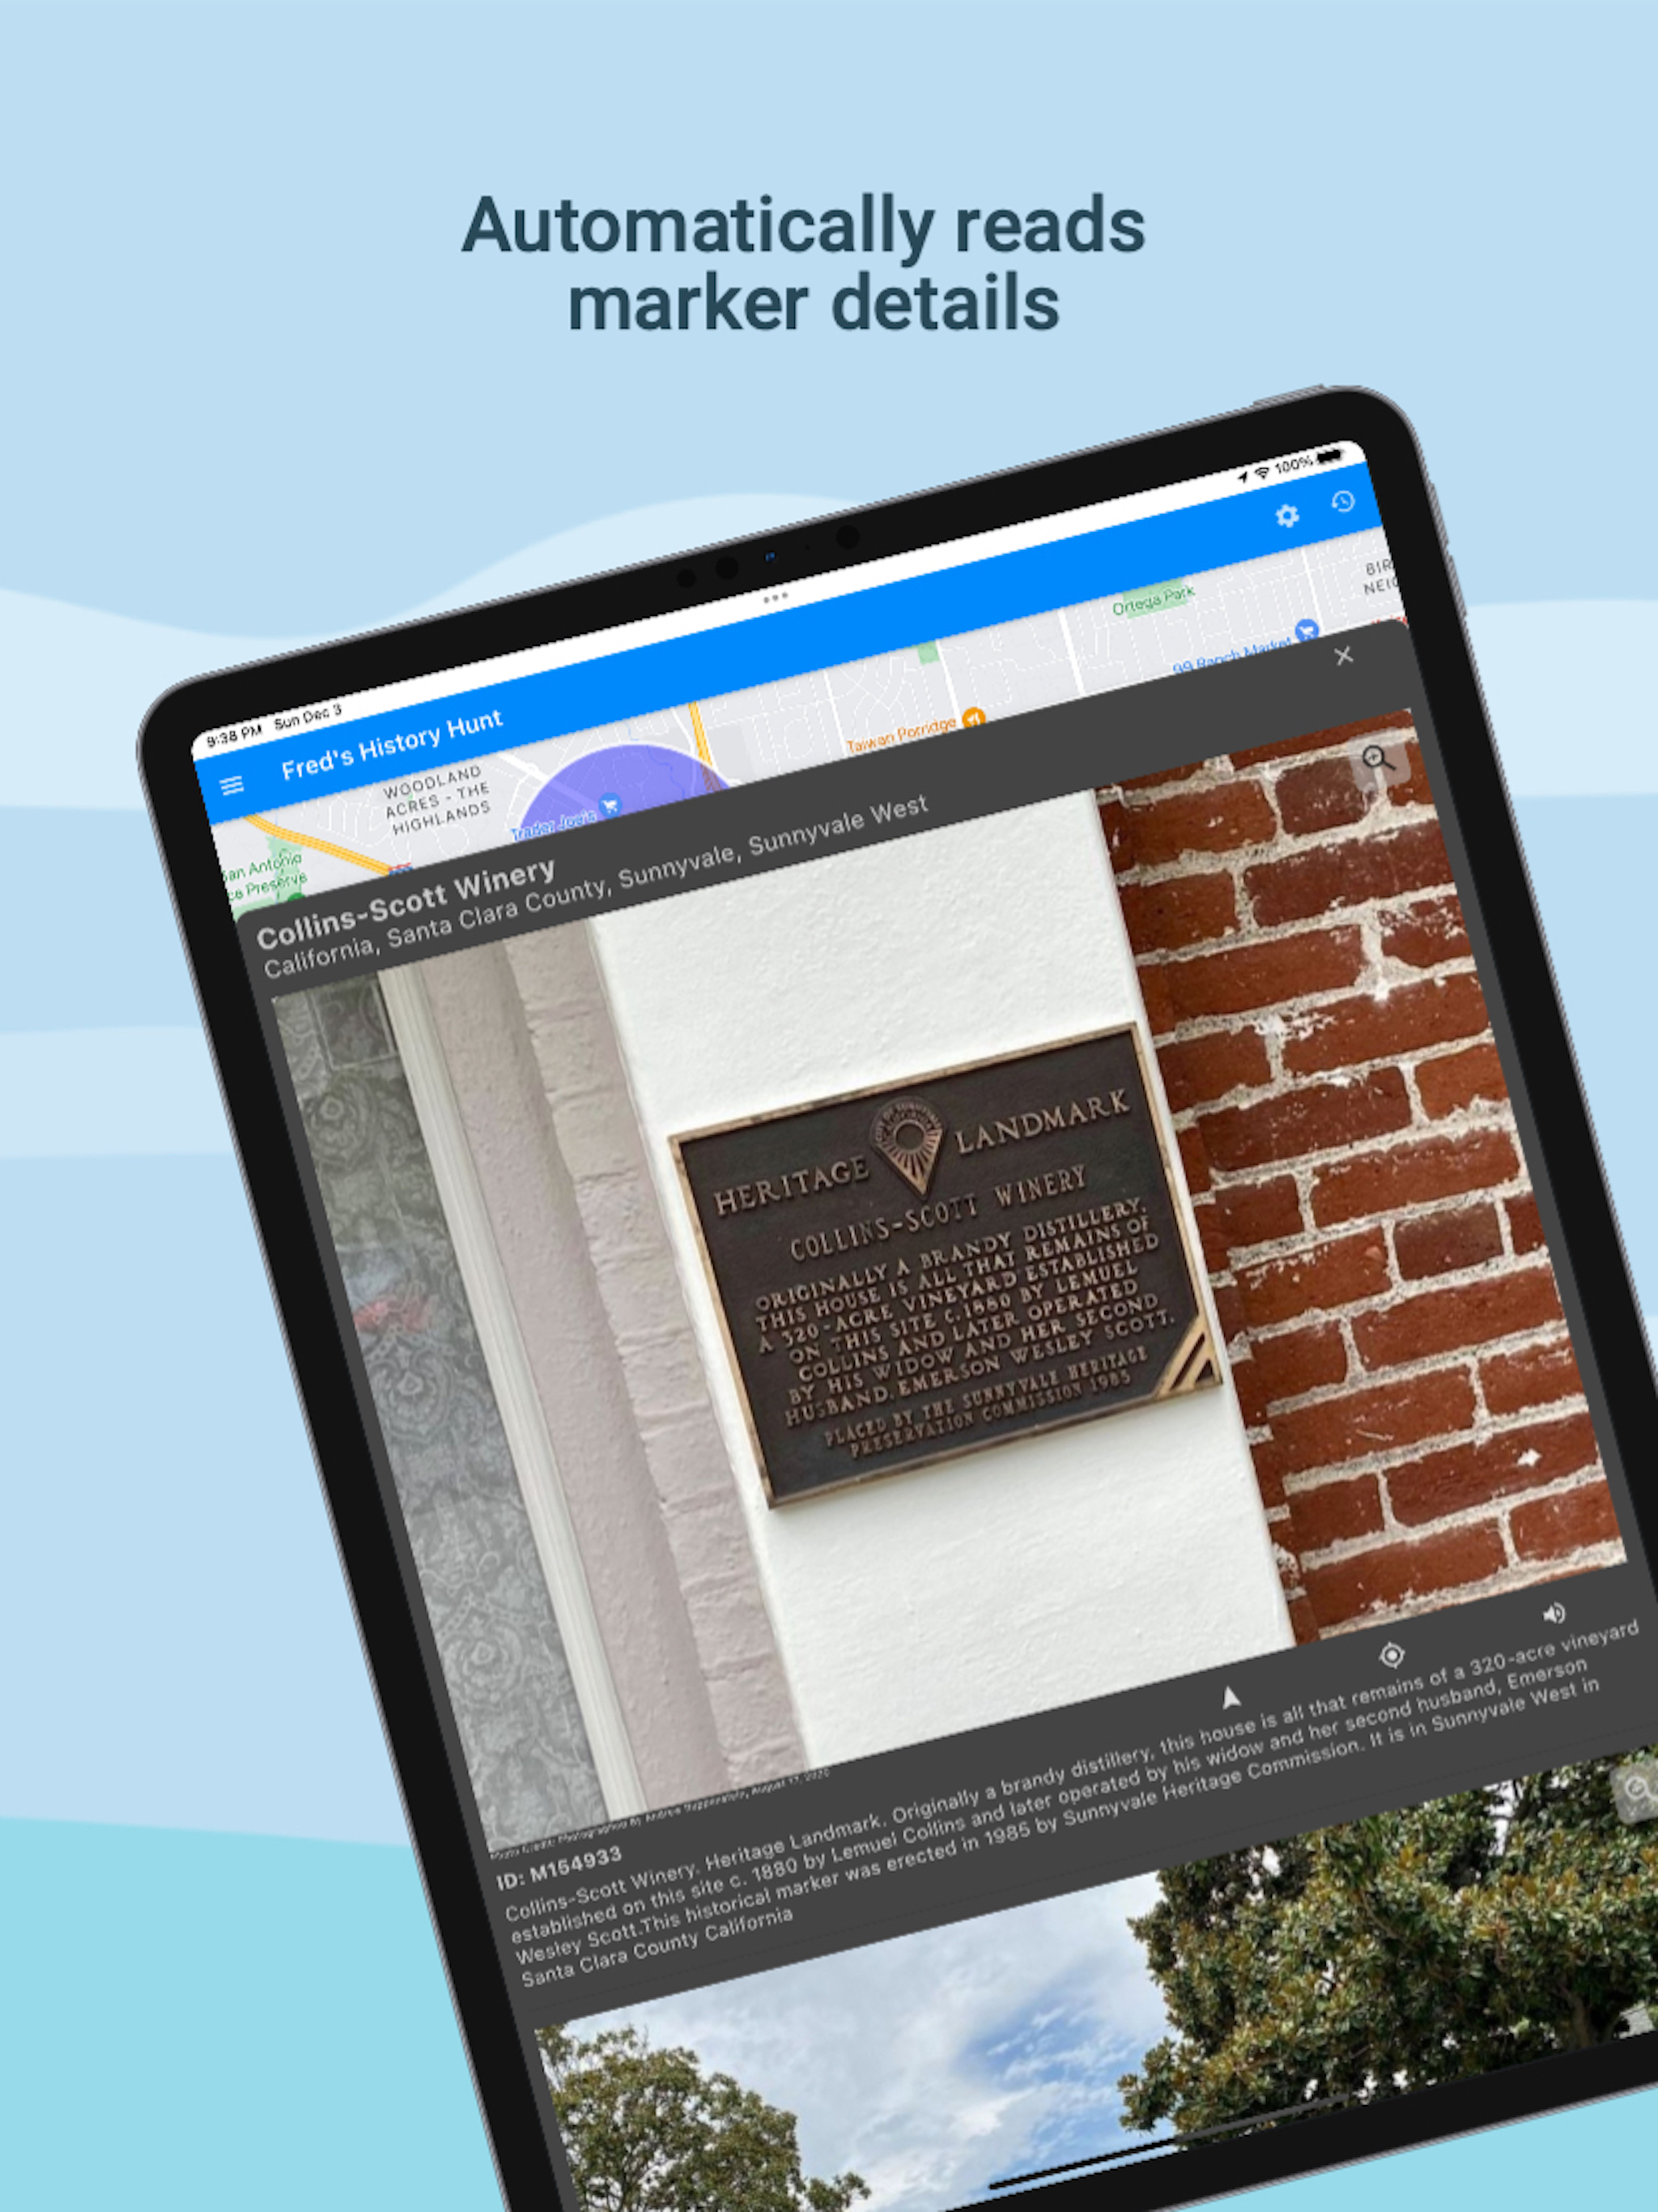 Automatically reads
marker details
9:38 PM Sun Dec 3
100%
Fred's History Hunt
WOODLAND
ACRES - THE
HIGHLANDS
Ortega Park
BIR
NEIG
99 Ranch Market
Taiwan Porridge
Trader Joe's
San Antonio
ce Preserve
Collins-Scott Winery
California, Santa Clara County, Sunnyvale, Sunnyvale West
HERITAGE LANDMARK
COLLINS-SCOTT WINERY
ORIGINALLY A BRANDY DISTILLERY,
THIS HOUSE IS ALL THAT REMAINS OF
A 320-ACRE VINEYARD ESTABLISHED
ON THIS SITE C.1880 BY LEMUEL
COLLINS AND LATER OPERATED
BY HIS WIDOW AND HER SECOND
HUSBAND, EMERSON WESLEY SCOTT.
PLACED BY THE SUNNYVALE HERITAGE
PRESERVATION COMMISSION 1985
August 17, 2020
ID: M154933
Collins-Scott Winery. Heritage Landmark. Originally a brandy distillery, this house is all that remains of a 320-acre vineyard
established on this site c. 1880 by Lemuel Collins and later operated by his widow and her second husband, Emerson
Wesley Scott.This historical marker was erected in 1985 by Sunnyvale Heritage Commission. It is in Sunnyvale West in
Santa Clara County California